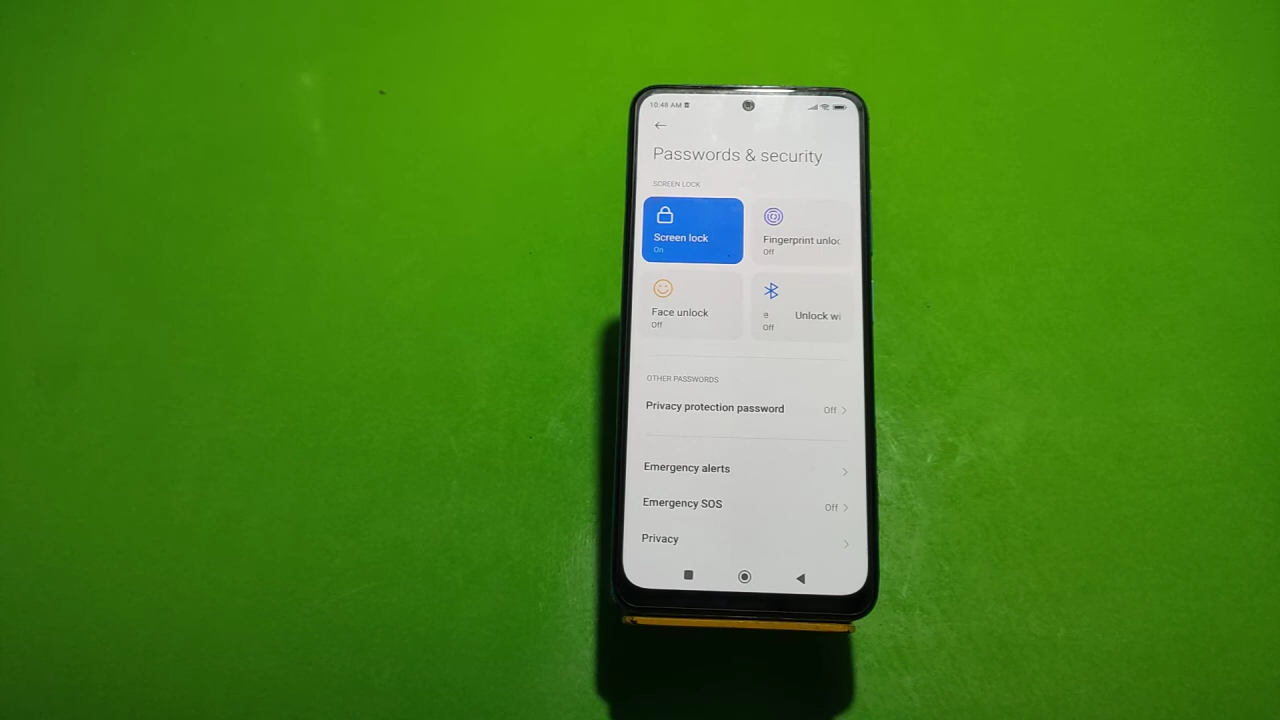 10:48 AM
Passwords & security
SCREEN LOCK
Screen lock
On
Fingerprint unloc
Off
Face unlock
Off
e Unlock wi
Off
OTHER PASSWORDS
Privacy protection password Off
Emergency alerts
Emergency SOS Off
Privacy